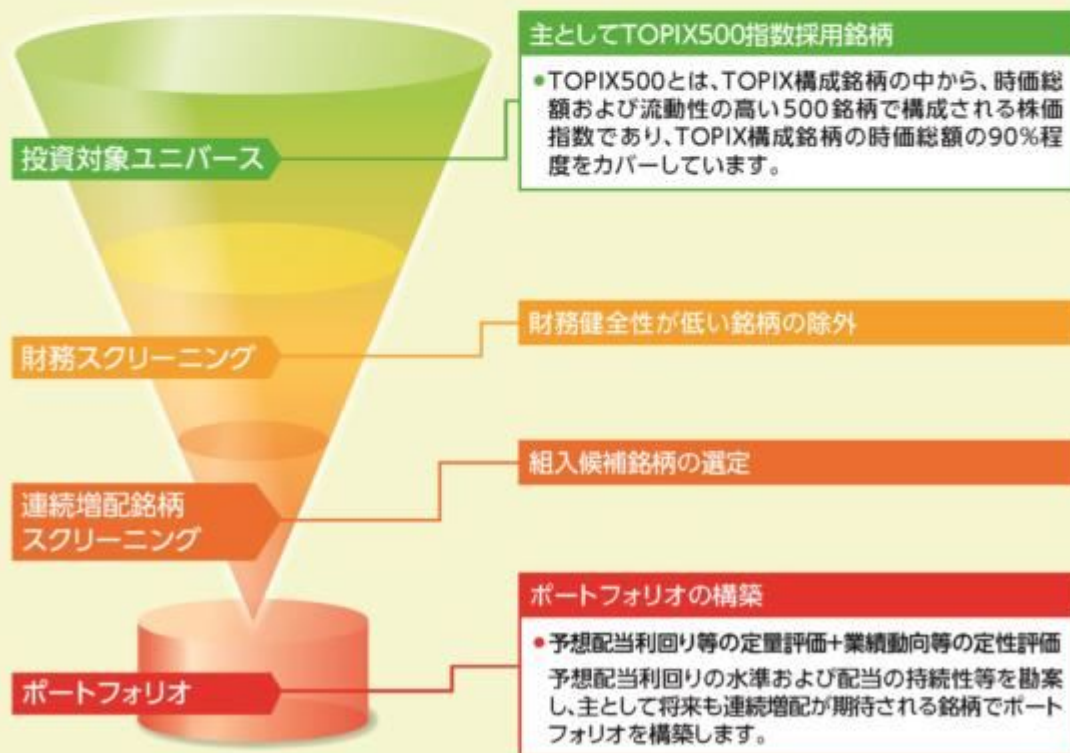 主としてTOPIX500指数採用銘柄
●TOPIX500とは、TOPIX構成銘柄の中から、時価総
額および流動性の高い500銘柄で構成される株価
指数であり、TOPIX構成銘柄の時価総額の90%程
度をカバーしています。
投資対象ユニバース
財務健全性が低い銘柄の除外
財務スクリーニング
組入候補銘柄の選定
連続増配銘柄
スクリーニング
ポートフォリオの構築
●予想配当利回り等の定量評価+業績動向等の定性評価
予想配当利回りの水準および配当の持続性等を勘案
し、主として将来も連続増配が期待される銘柄でポート
フォリオを構築します。
ポートフォリオ